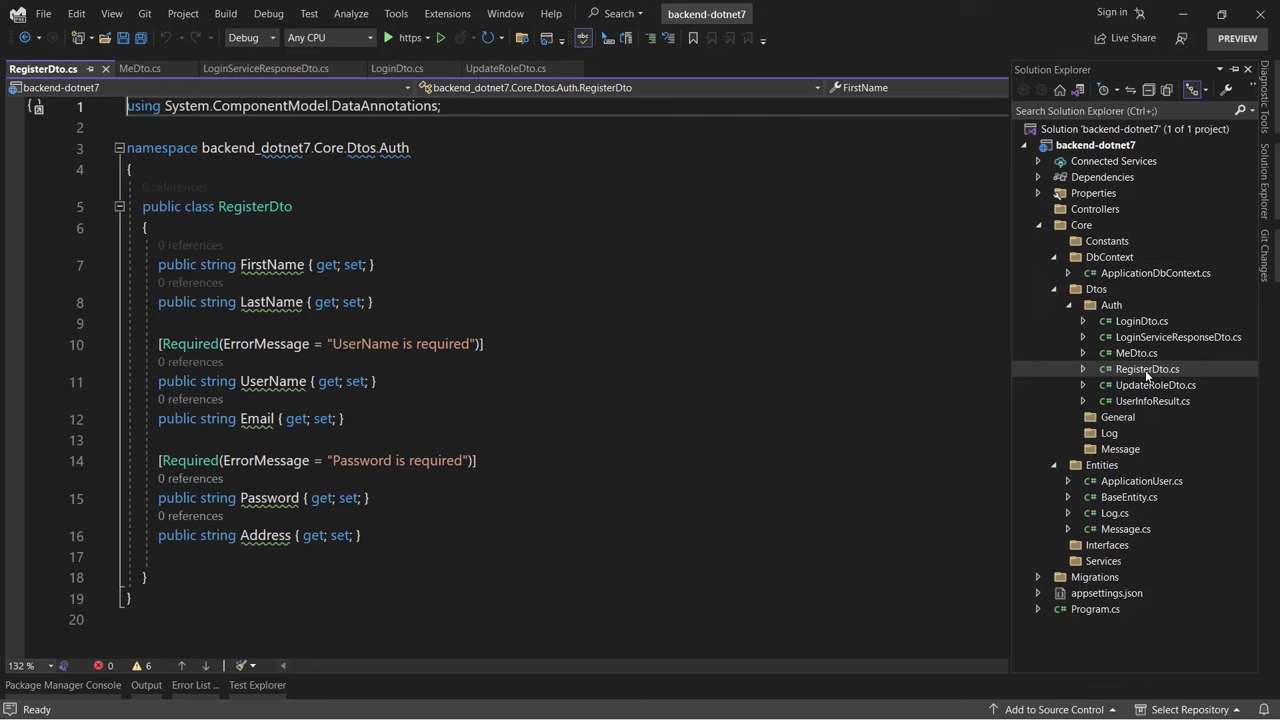 File Edit View Git Project Build Debug Test Analyze Tools Extensions Window Help Search backend-dotnet7 Sign in
Debug Any CPU https Live Share PREVIEW
RegisterDto.cs MeDto.cs LoginServiceResponseDto.cs LoginDto.cs UpdateRoleDto.cs
backend-dotnet7 backend_dotnet7.Core.Dtos.Auth.RegisterDto FirstName
1 using System.ComponentModel.DataAnnotations;
2
3 namespace backend_dotnet7.Core.Dtos.Auth
4 {
0 references
5 public class RegisterDto
6 {
0 references
7 public string FirstName { get; set; }
0 references
8 public string LastName { get; set; }
9
10 [Required(ErrorMessage = "UserName is required")]
0 references
11 public string UserName { get; set; }
0 references
12 public string Email { get; set; }
13
14 [Required(ErrorMessage = "Password is required")]
0 references
15 public string Password { get; set; }
0 references
16 public string Address { get; set; }
17
18 }
19 }
20
132 % 0 6
Package Manager Console Output Error List ... Test Explorer
Ready Add to Source Control Select Repository
Solution Explorer
Search Solution Explorer (Ctrl+;)
Solution 'backend-dotnet7' (1 of 1 project)
backend-dotnet7
Connected Services
Dependencies
Properties
Controllers
Core
Constants
DbContext
ApplicationDbContext.cs
Dtos
Auth
LoginDto.cs
LoginServiceResponseDto.cs
MeDto.cs
RegisterDto.cs
UpdateRoleDto.cs
UserInfoResult.cs
General
Log
Message
Entities
ApplicationUser.cs
BaseEntity.cs
Log.cs
Message.cs
Interfaces
Services
Migrations
appsettings.json
Program.cs
Diagnostic Tools
Solution Explorer
Git Changes